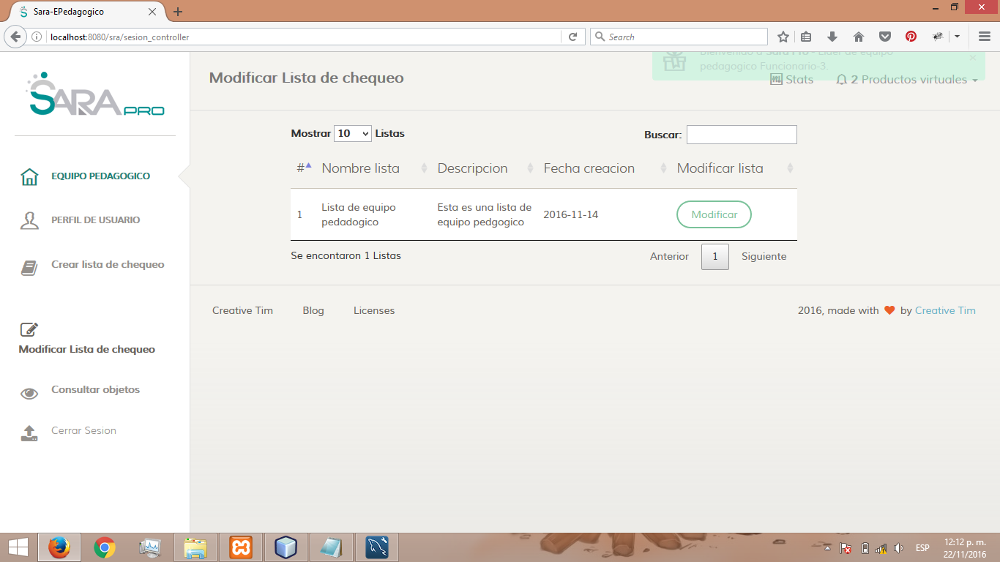 Sara-EPedagogico
localhost:8080/sra/sesion_controller
Search
SARA PRO
EQUIPO PEDAGOGICO
PERFIL DE USUARIO
Crear lista de chequeo
Modificar Lista de chequeo
Consultar objetos
Cerrar Sesion
Modificar Lista de chequeo
Bienvenido a Sara Pro - Lider de equipo
pedagogico Funcionario-3.
Stats
2 Productos virtuales
Mostrar 10 Listas
Buscar:
# Nombre lista Descripcion Fecha creacion Modificar lista
1 Lista de equipo pedadogico Esta es una lista de equipo pedgogico 2016-11-14 Modificar
Se encontaron 1 Listas
Anterior 1 Siguiente
Creative Tim Blog Licenses
2016, made with by Creative Tim
ESP
12:12 p. m.
22/11/2016